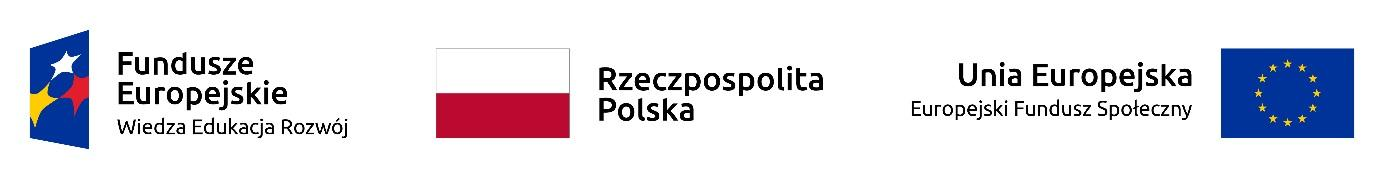 Fundusze
Europejskie
Wiedza Edukacja Rozwój
Rzeczpospolita
Polska
Unia Europejska
Europejski Fundusz Społeczny